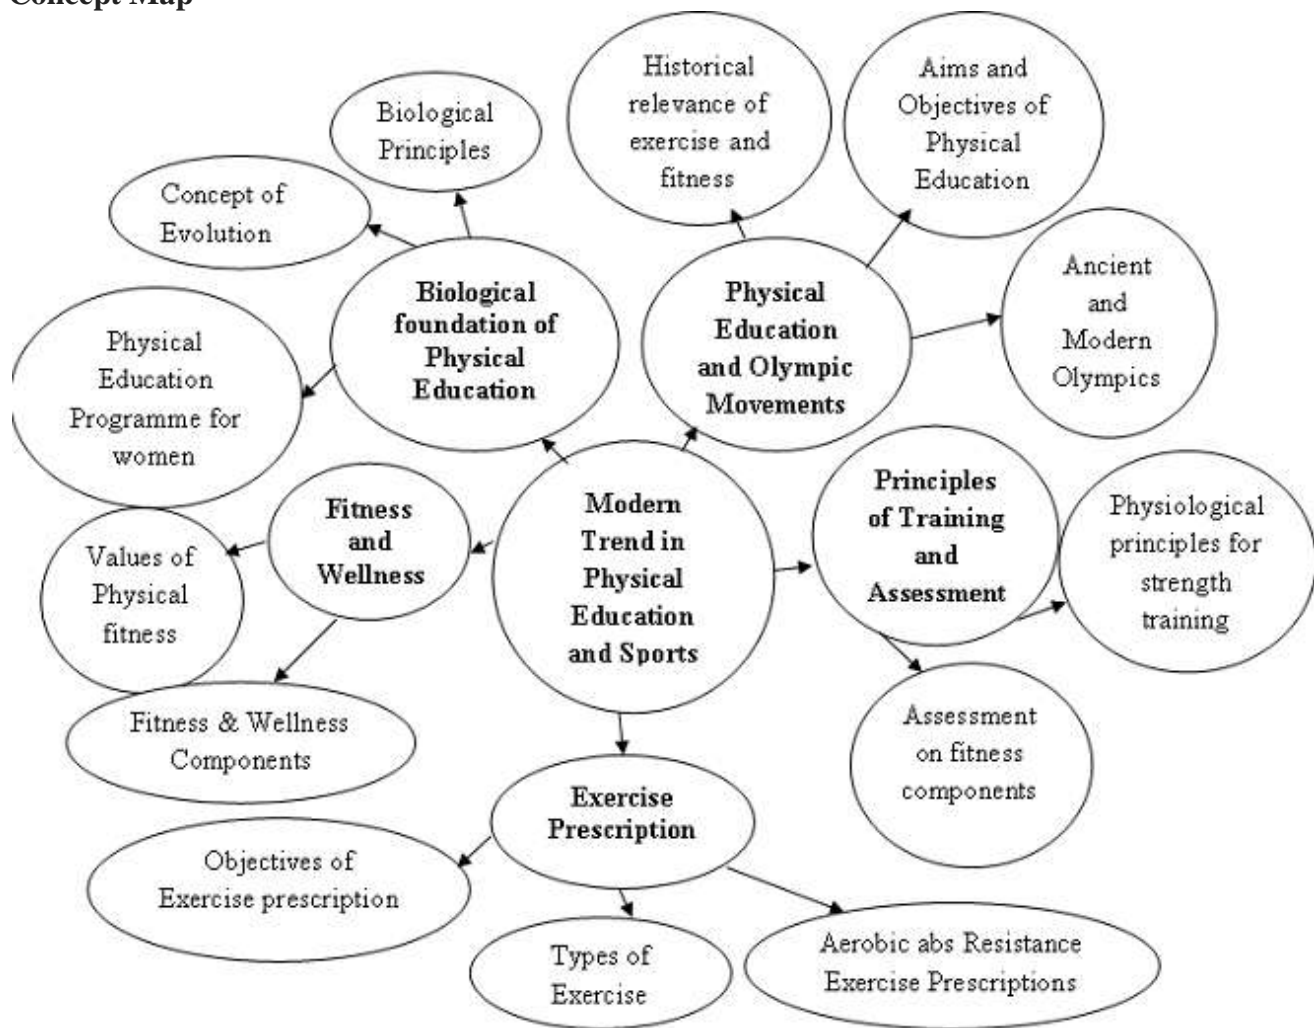 Concept Map
Historical
relevance of
exercise and
fitness
Aims and
Objectives of
Physical
Education
Biological
Principles
Concept of
Evolution
Biological
foundation of
Physical
Education
Physical
Education
and Olympic
Movements
Ancient
and
Modern
Olympics
Physical
Education
Programme for
women
Fitness
and
Wellness
Modern
Trend in
Physical
Education
and Sports
Principles
of Training
and
Assessment
Physiological
principles for
strength
training
Values of
Physical
fitness
Fitness & Wellness
Components
Assessment
on fitness
components
Exercise
Prescription
Objectives of
Exercise prescription
Types of
Exercise
Aerobic abs Resistance
Exercise Prescriptions